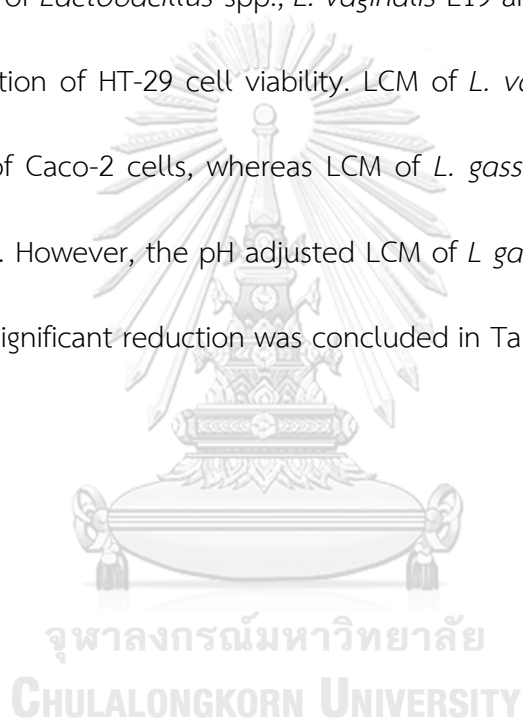 of Lactobacillus spp., L. vaginalis L19 an
tion of HT-29 cell viability. LCM of L. va
of Caco-2 cells, whereas LCM of L. gass
. However, the pH adjusted LCM of L ga
ignificant reduction was concluded in Ta
จุฬาลงกรณ์มหาวิทยาลัย
CHULALONGKORN UNIVERSITY